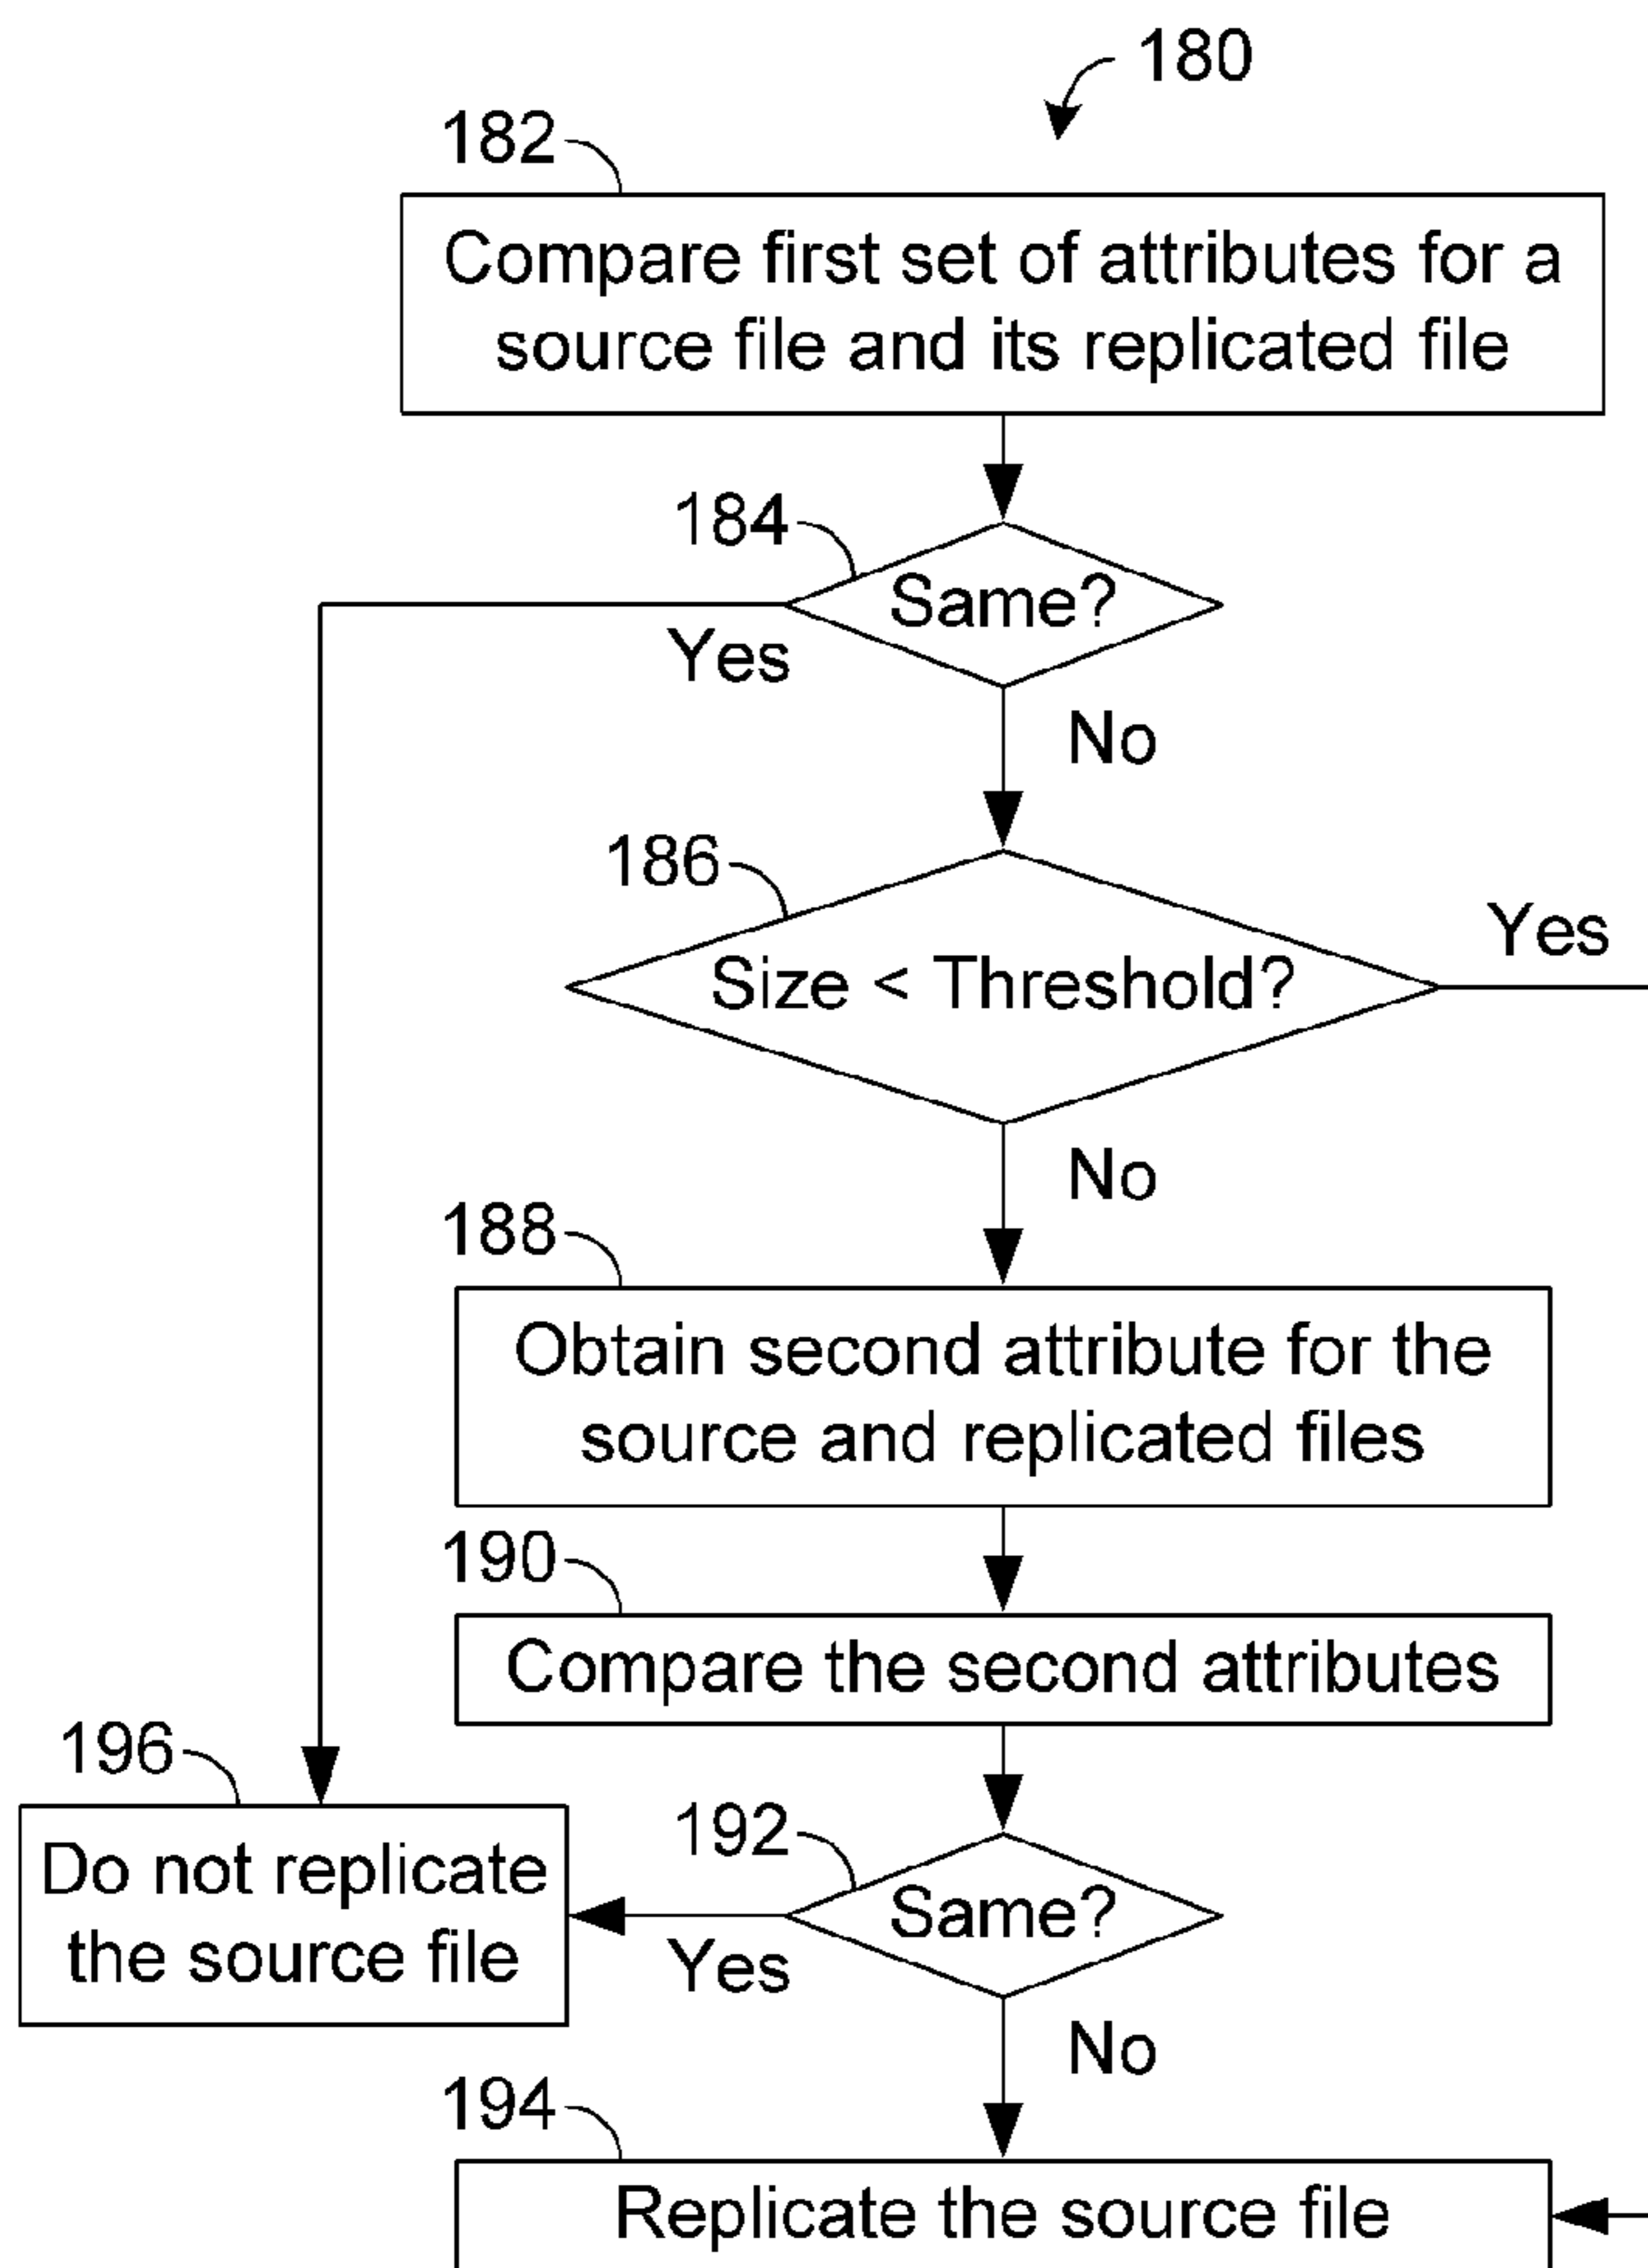 180
182
Compare first set of attributes for a
source file and its replicated file
184
Same?
Yes
No
186
Size < Threshold?
Yes
No
188
Obtain second attribute for the
source and replicated files
190
Compare the second attributes
196
Do not replicate
the source file
192
Same?
Yes
No
194
Replicate the source file